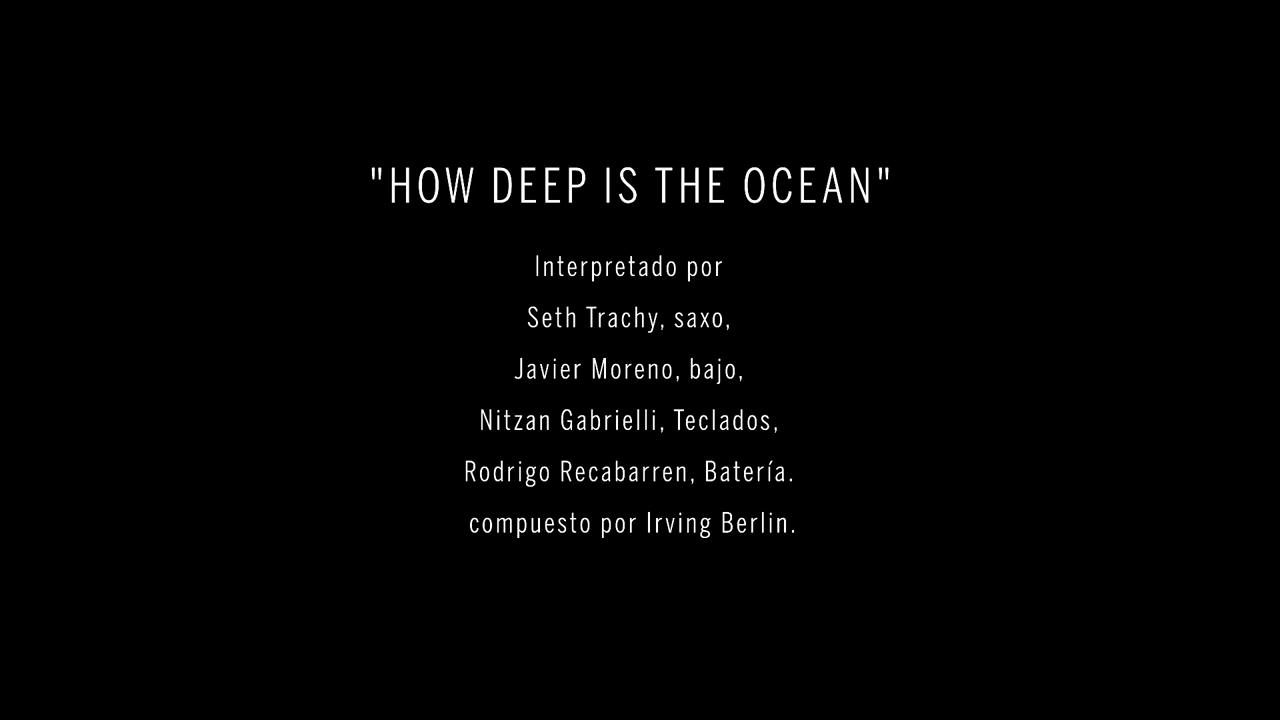 "HOW DEEP IS THE OCEAN"
Interpretado por
Seth Trachy, saxo,
Javier Moreno, bajo,
Nitzan Gabrielli, Teclados,
Rodrigo Recabarren, Batería.
compuesto por Irving Berlin.